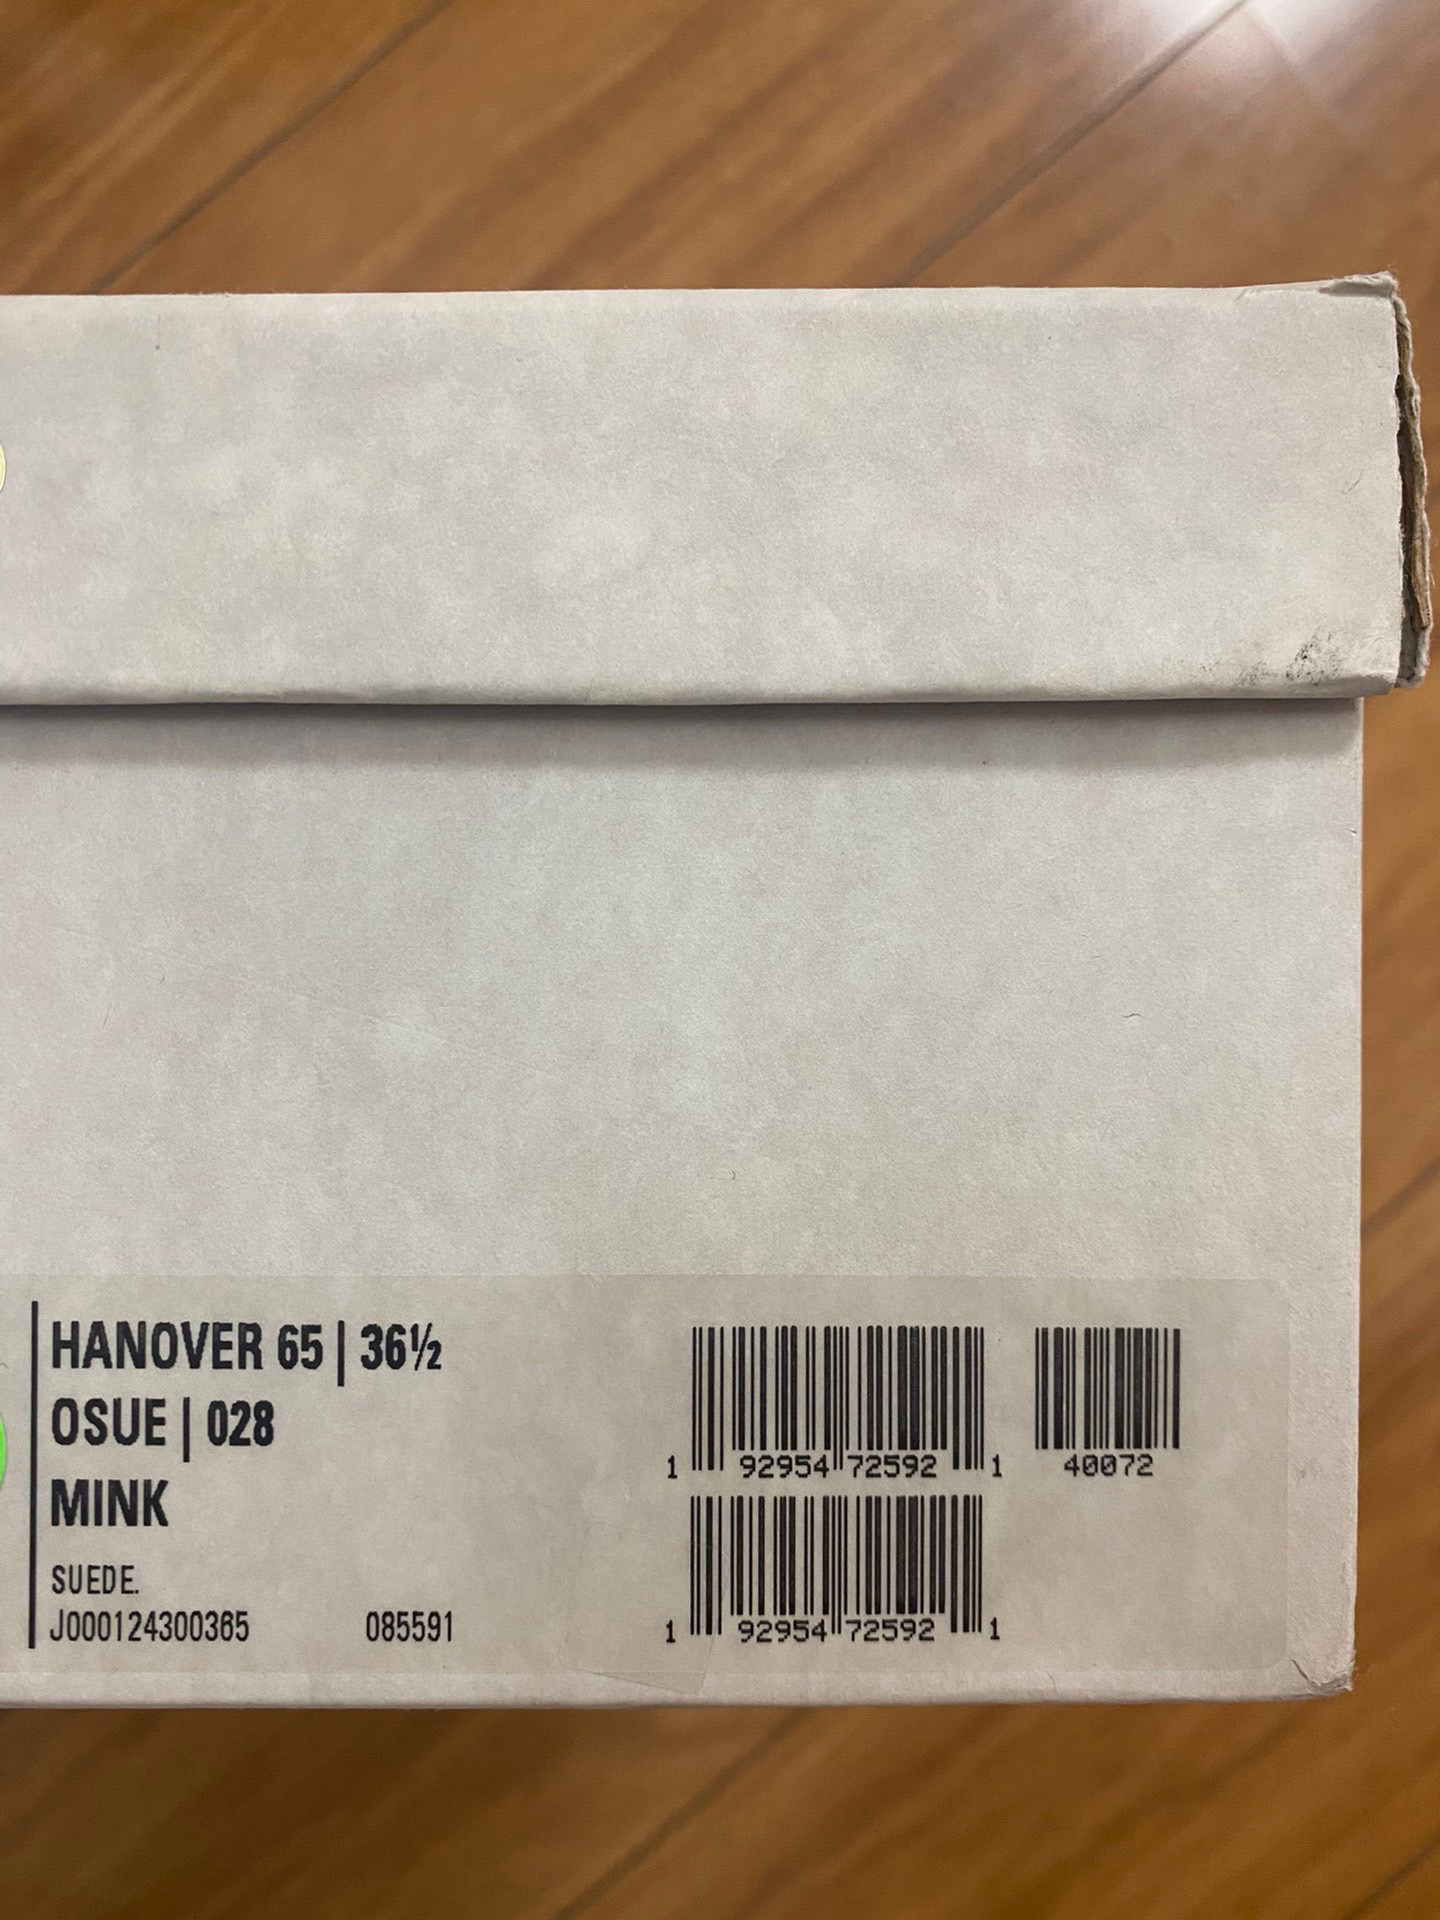 HANOVER 65 | 36½
OSUE | 028
MINK
SUEDE.
J000124300365 085591
1 92954 72592 1 40072
1 92954 72592 1